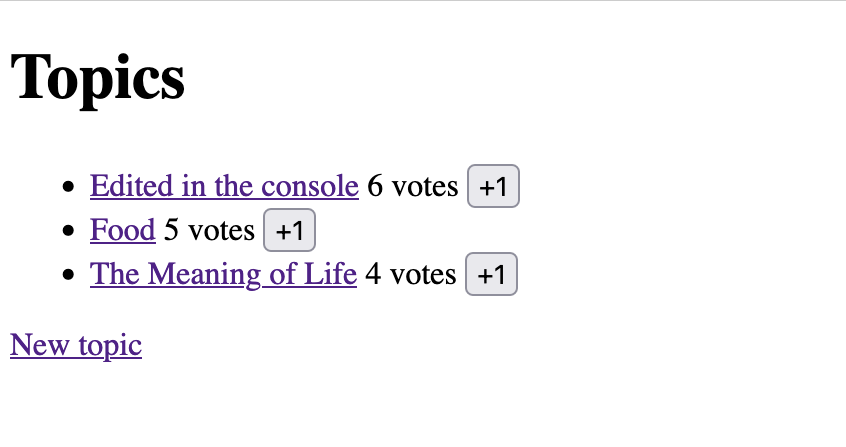 Topics
Edited in the console 6 votes +1
Food 5 votes +1
The Meaning of Life 4 votes +1
New topic